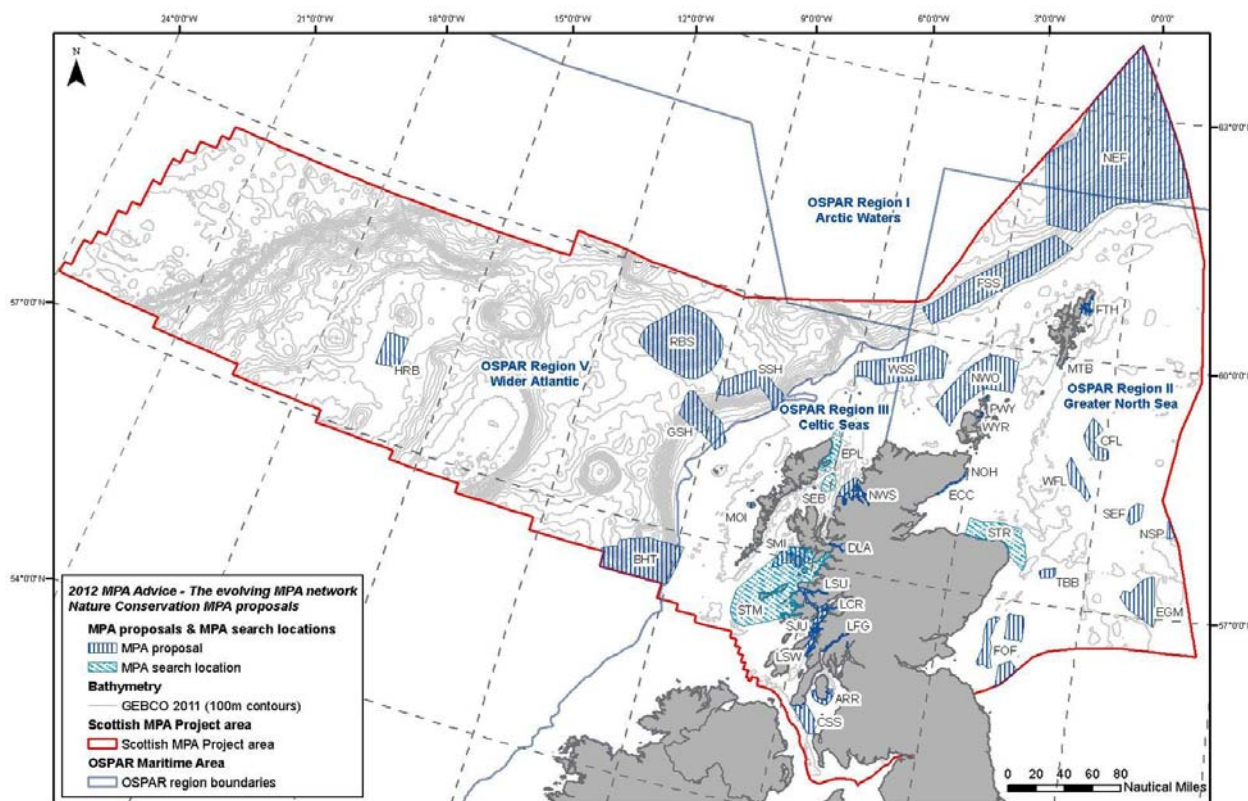 24°0'0"W
21°0'0"W
18°0'0"W
15°0'0"W
12°0'0"W
9°0'0"W
6°0'0"W
3°0'0"W
0°0'0"
N
63°0'0"N
NEF
OSPAR Region I
Arctic Waters
FSS
57°0'0"N
FTH
RBS
HRB
OSPAR Region V
Wider Atlantic
SSH
WSS
NWO
MTB
60°0'0"N
OSPAR Region II
Greater North Sea
OSPAR Region III
Celtic Seas
PWY
WYR
GSH
CFL
EPL
NOH
WFL
SEB
NWS
ECC
MOI
SEF
NSP
STR
SMI
DLA
BHT
54°0'0"N
TBB
LSU
EGM
STM
LCR
57°0'0"N
SJU
LFG
FOF
LSW
ARR
CSS
2012 MPA Advice - The evolving MPA network
Nature Conservation MPA proposals
MPA proposals & MPA search locations
MPA proposal
MPA search location
Bathymetry
GEBCO 2011 (100m contours)
Scottish MPA Project area
Scottish MPA Project area
OSPAR Maritime Area
OSPAR region boundaries
0 20 40 60 80
Nautical Miles